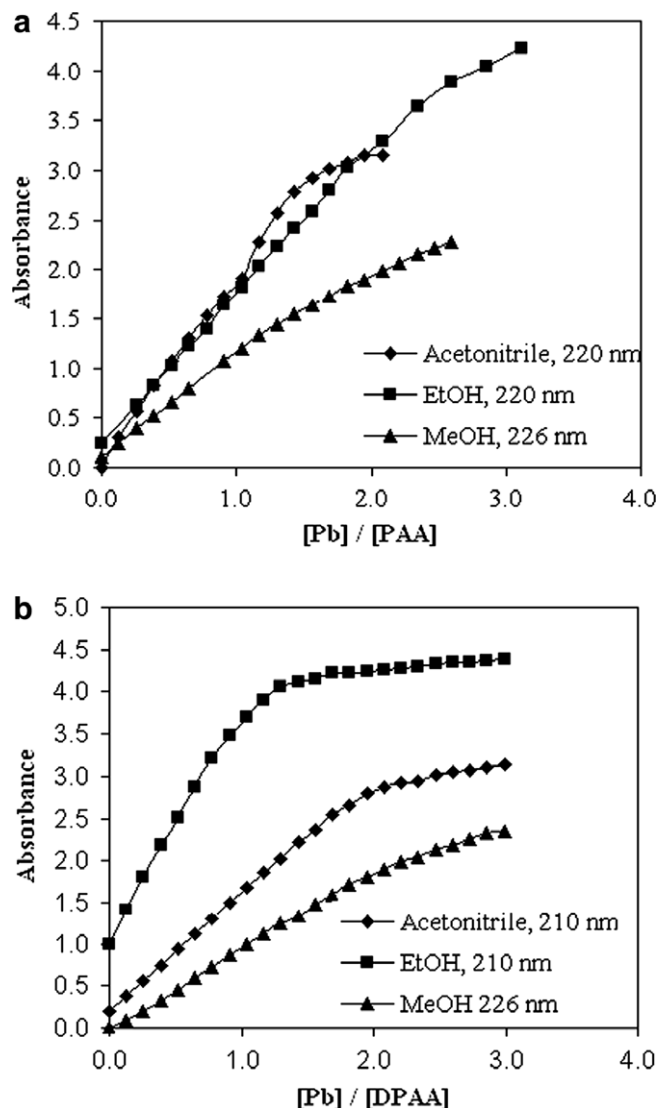 a
4.5
4.0
3.5
3.0
2.5
2.0
1.5
1.0
0.5
0.0
Absorbance
Acetonitrile, 220 nm
EtOH, 220 nm
MeOH, 226 nm
0.0 1.0 2.0 3.0 4.0
[Pb] / [PAA]
b
5.0
4.5
4.0
3.5
3.0
2.5
2.0
1.5
1.0
0.5
0.0
Absorbance
Acetonitrile, 210 nm
EtOH, 210 nm
MeOH 226 nm
0.0 1.0 2.0 3.0 4.0
[Pb] / [DPAA]